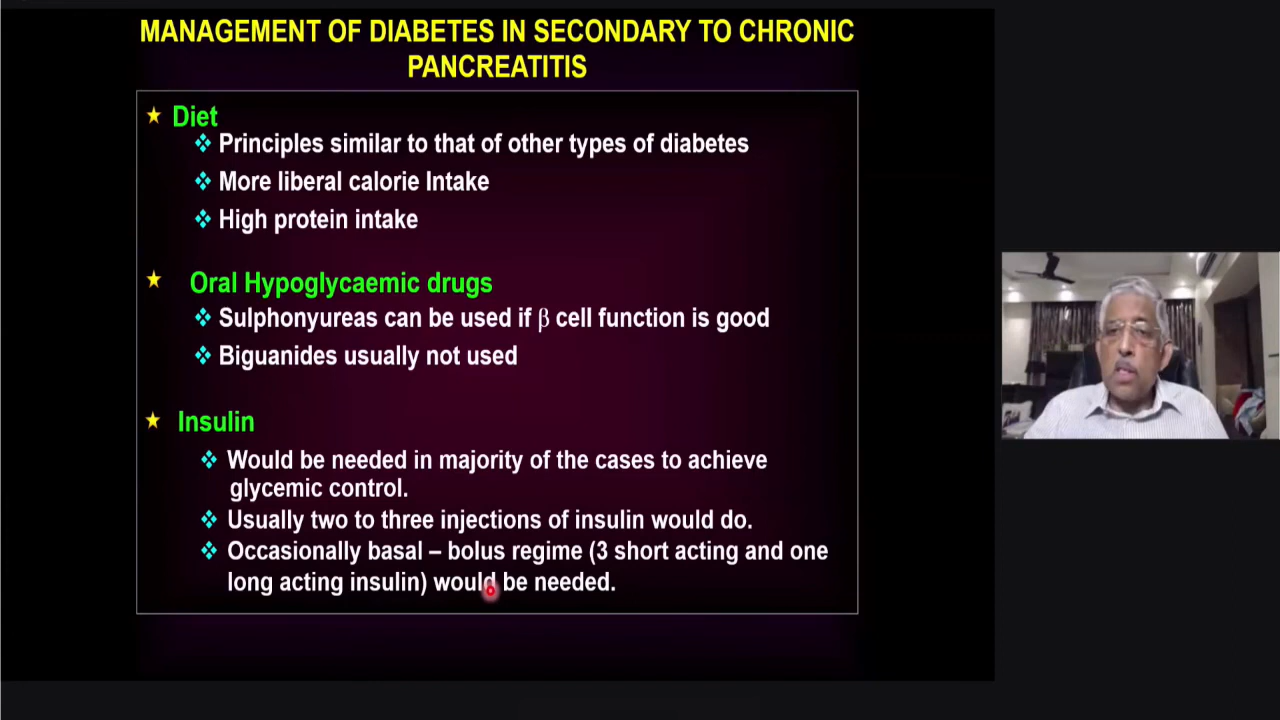 MANAGEMENT OF DIABETES IN SECONDARY TO CHRONIC
PANCREATITIS
Diet
Principles similar to that of other types of diabetes
More liberal calorie Intake
High protein intake
Oral Hypoglycaemic drugs
Sulphonyureas can be used if β cell function is good
Biguanides usually not used
Insulin
Would be needed in majority of the cases to achieve
glycemic control.
Usually two to three injections of insulin would do.
Occasionally basal – bolus regime (3 short acting and one
long acting insulin) would be needed.